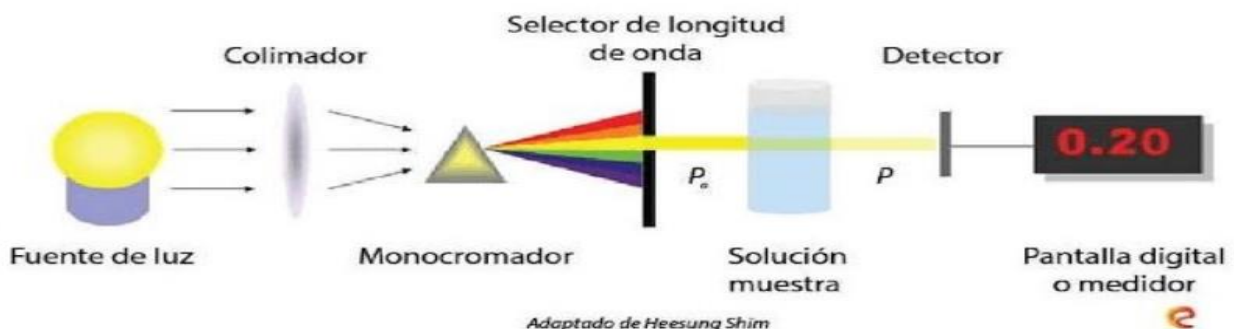 Selector de longitud
de onda
Colimador
Detector
0.20
P₀
P
Fuente de luz
Monocromador
Solución
muestra
Pantalla digital
o medidor
Adaptado de Heesung Shim